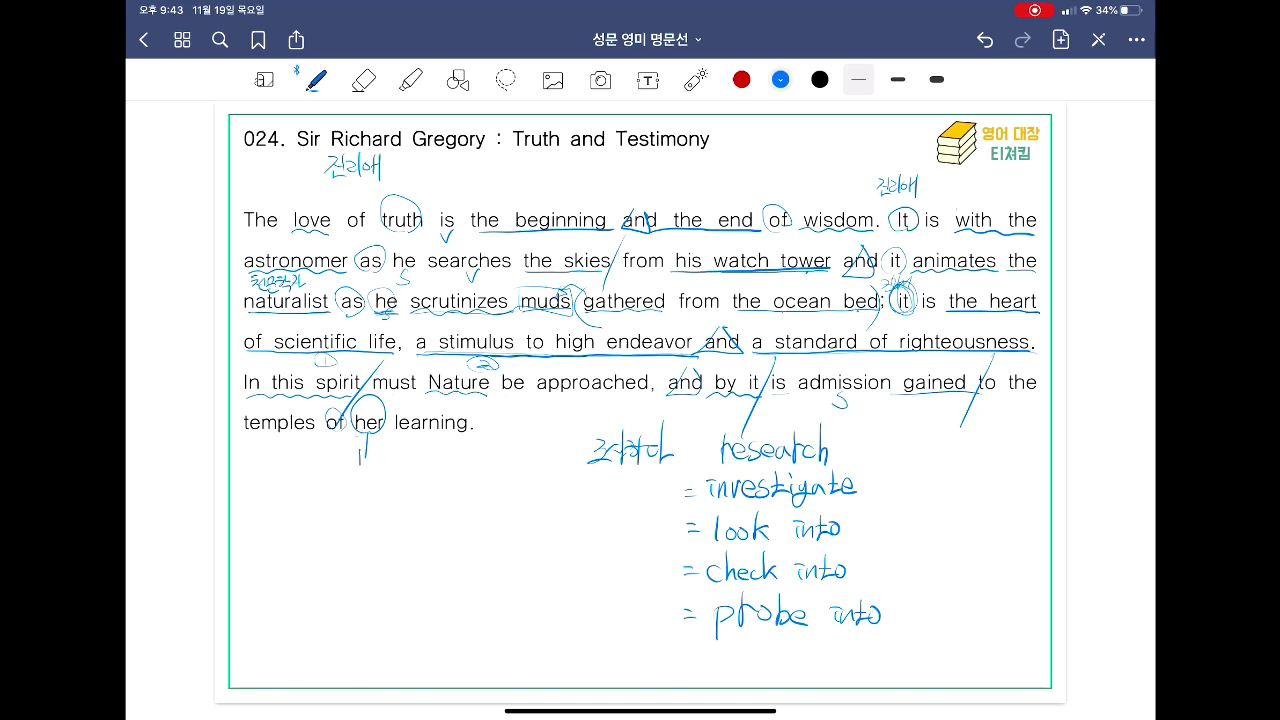 오후 9:43 11월 19일 목요일
34%
성문 영미 명문선
024. Sir Richard Gregory : Truth and Testimony
영어 대장
티쳐킴
진리애
진리애
The love of truth is the beginning and the end of wisdom. It is with the
astronomer as he searches the skies from his watch tower and it animates the
천문학자
naturalist as he scrutinizes muds gathered from the ocean bed; it is the heart
of scientific life, a stimulus to high endeavor and a standard of righteousness.
In this spirit must Nature be approached, and by it is admission gained to the
temples of her learning.
조사하다 research
= investigate
= look into
= check into
= probe into